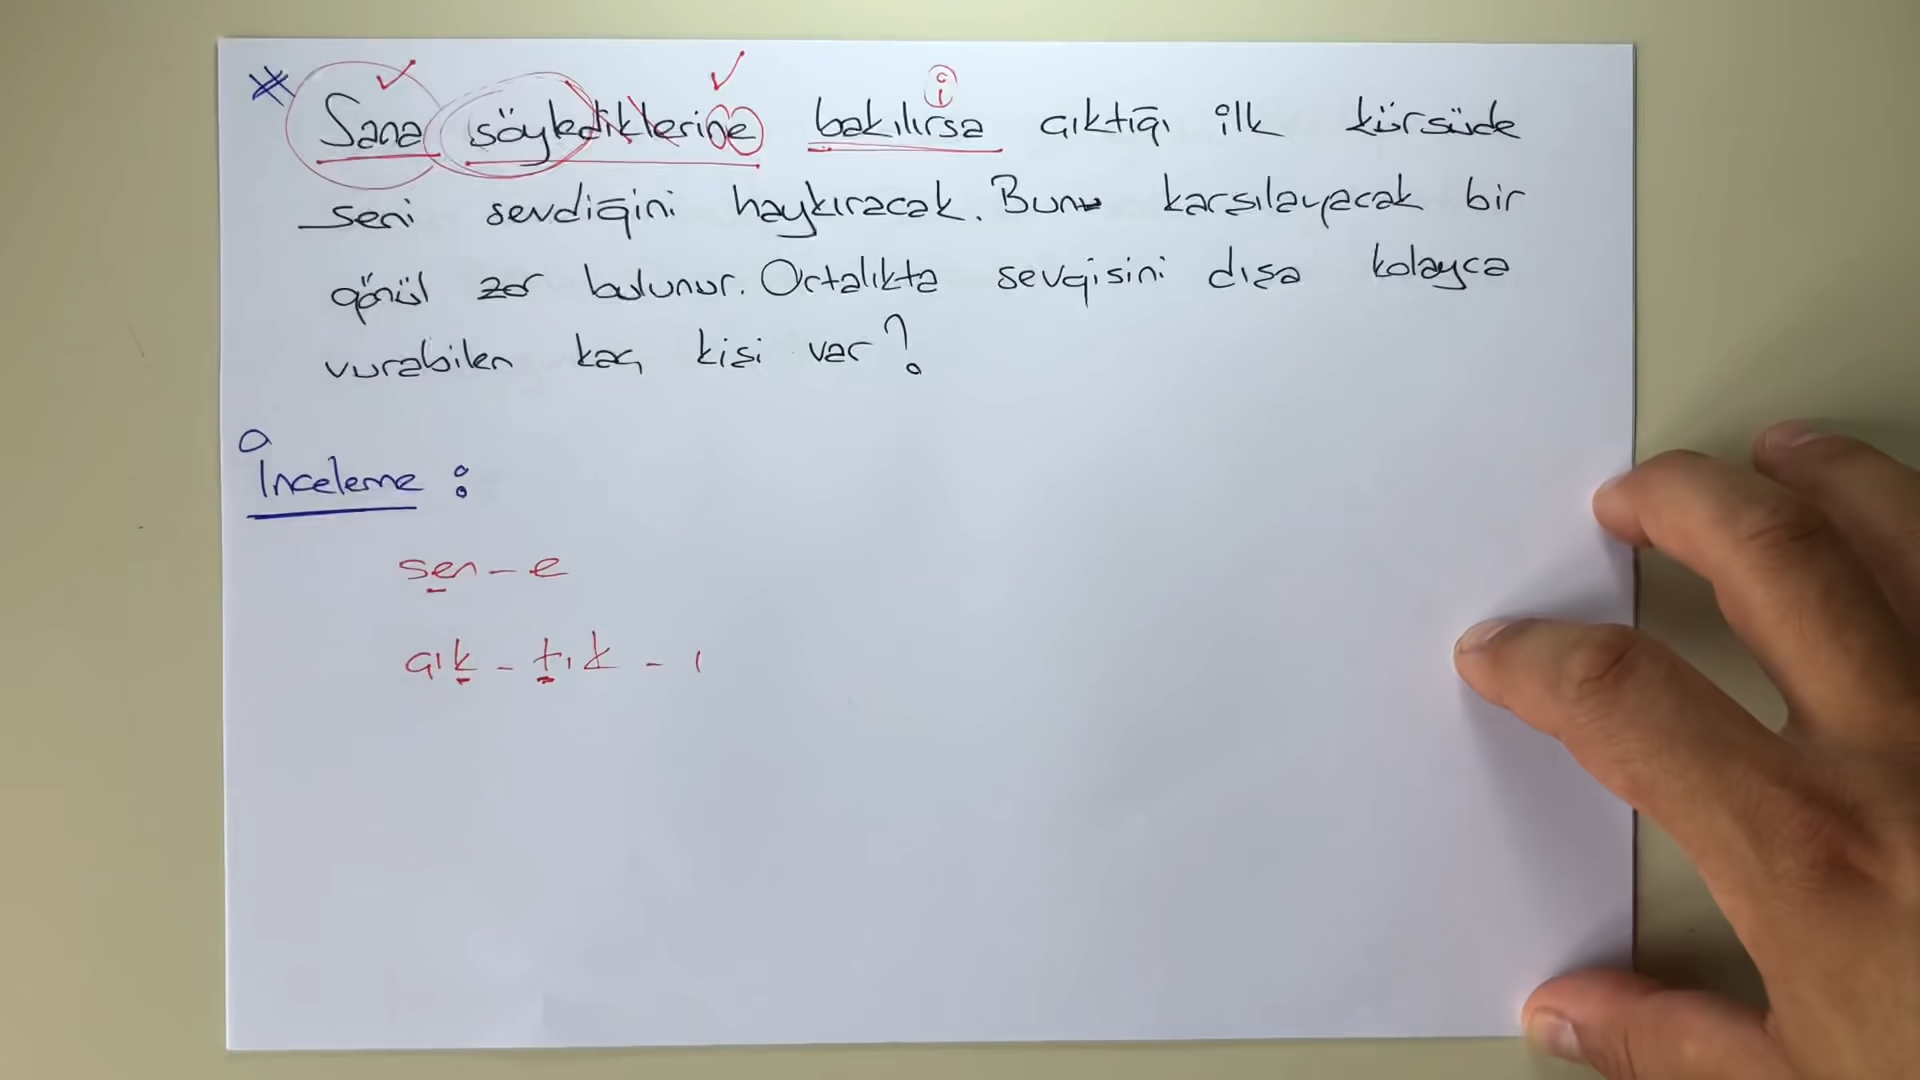 Sana söylediklerine bakılırsa çıktığı ilk kürsüde
seni sevdiğini haykıracak. Bunu karşılayacak bir
gönül zor bulunur. Ortalıkta sevgisini dışa kolayca
vurabilen kaç kişi var?
İnceleme :
sen - e
çık - tık - ı